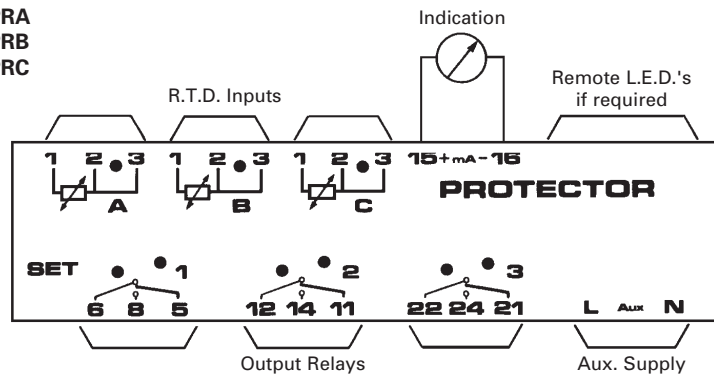 RA
RB
RC
Indication
R.T.D. Inputs
Remote L.E.D.'s
if required
1 2 3 1 2 3 1 2 3 15+mA-16
A B C PROTECTOR
SET 1 2 3
6 8 5 12 14 11 22 24 21 L Aux N
Output Relays
Aux. Supply